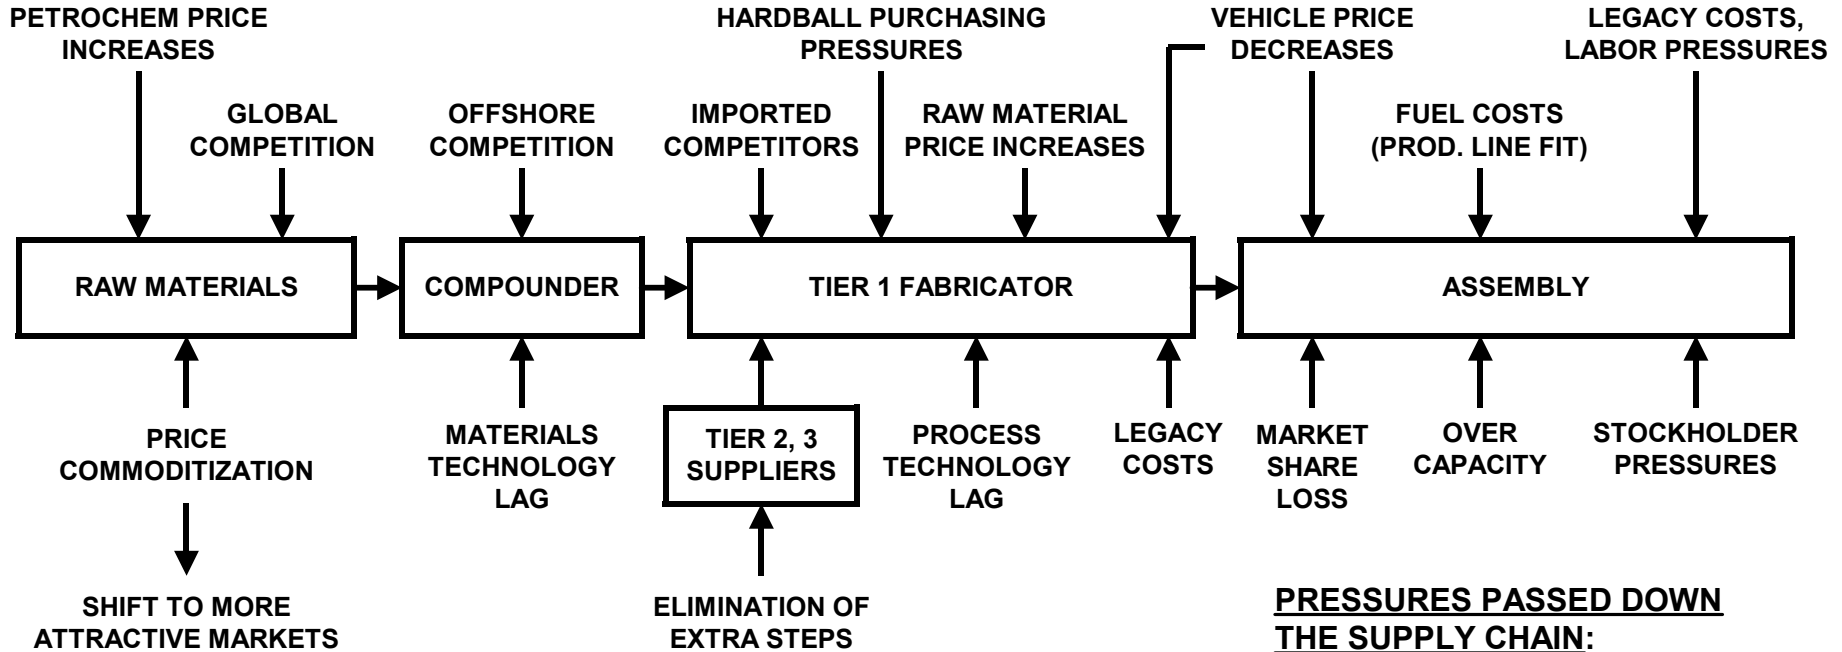 PETROCHEM PRICE
INCREASES
HARDBALL PURCHASING
PRESSURES
VEHICLE PRICE
DECREASES
LEGACY COSTS,
LABOR PRESSURES
GLOBAL
COMPETITION
OFFSHORE
COMPETITION
IMPORTED
COMPETITORS
RAW MATERIAL
PRICE INCREASES
FUEL COSTS
(PROD. LINE FIT)
RAW MATERIALS
COMPOUNDER
TIER 1 FABRICATOR
ASSEMBLY
PRICE
COMMODITIZATION
MATERIALS
TECHNOLOGY
LAG
TIER 2, 3
SUPPLIERS
PROCESS
TECHNOLOGY
LAG
LEGACY
COSTS
MARKET
SHARE
LOSS
OVER
CAPACITY
STOCKHOLDER
PRESSURES
SHIFT TO MORE
ATTRACTIVE MARKETS
ELIMINATION OF
EXTRA STEPS
PRESSURES PASSED DOWN
THE SUPPLY CHAIN: